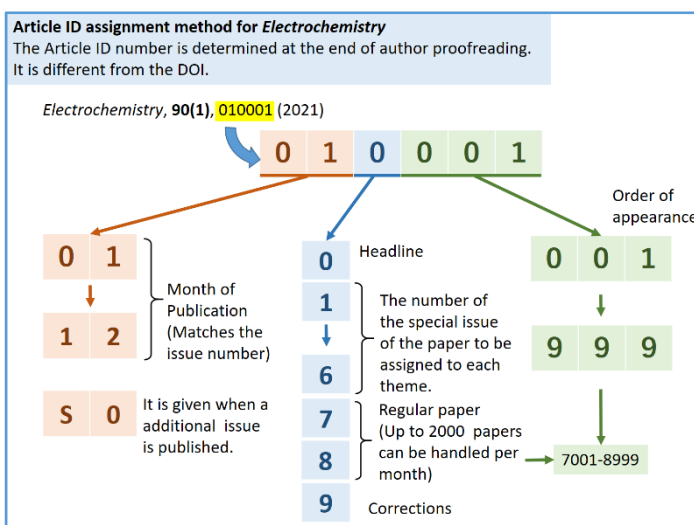 Article ID assignment method for Electrochemistry
The Article ID number is determined at the end of author proofreading.
It is different from the DOI.
Electrochemistry, 90(1), 010001 (2021)
0 1 0 0 0 1
0 1
1 2
Month of
Publication
(Matches the
issue number)
S 0
It is given when a
additional issue
is published.
0
Headline
1
6
The number of
the special issue
of the paper to be
assigned to each
theme.
7
8
Regular paper
(Up to 2000 papers
can be handled per
month)
9
Corrections
Order of
appearance
0 0 1
9 9 9
7001-8999